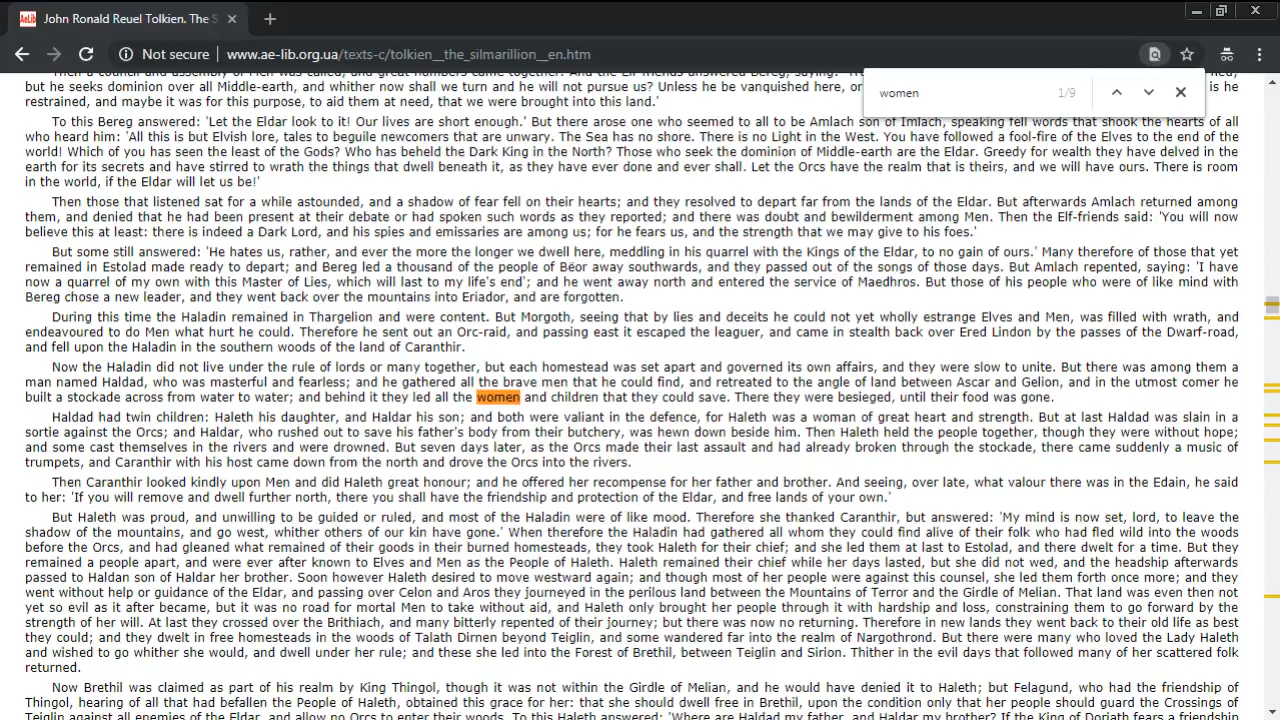 AeLib John Ronald Reuel Tolkien. The S
Not secure www.ae-lib.org.ua/texts-c/tolkien__the_silmarillion__en.htm
women 1/9
Then a council and assembly of Men was called, and great numbers came together. And the Elf-friends answered Bereg, saying:
but he seeks dominion over all Middle-earth, and whither now shall we turn and he will not pursue us? Unless he be vanquished here, or is he
restrained, and maybe it was for this purpose, to aid them at need, that we were brought into this land.'
To this Bereg answered: 'Let the Eldar look to it! Our lives are short enough.' But there arose one who seemed to all to be Amlach son of Imlach, speaking fell words that shook the hearts of all
who heard him: 'All this is but Elvish lore, tales to beguile newcomers that are unwary. The Sea has no shore. There is no Light in the West. You have followed a fool-fire of the Elves to the end of the
world! Which of you has seen the least of the Gods? Who has beheld the Dark King in the North? Those who seek the dominion of Middle-earth are the Eldar. Greedy for wealth they have delved in the
earth for its secrets and have stirred to wrath the things that dwell beneath it, as they have ever done and ever shall. Let the Orcs have the realm that is theirs, and we will have ours. There is room
in the world, if the Eldar will let us be!'
Then those that listened sat for a while astounded, and a shadow of fear fell on their hearts; and they resolved to depart far from the lands of the Eldar. But afterwards Amlach returned among
them, and denied that he had been present at their debate or had spoken such words as they reported; and there was doubt and bewilderment among Men. Then the Elf-friends said: 'You will now
believe this at least: there is indeed a Dark Lord, and his spies and emissaries are among us; for he fears us, and the strength that we may give to his foes.'
But some still answered: 'He hates us, rather, and ever the more the longer we dwell here, meddling in his quarrel with the Kings of the Eldar, to no gain of ours.' Many therefore of those that yet
remained in Estolad made ready to depart; and Bereg led a thousand of the people of Bëor away southwards, and they passed out of the songs of those days. But Amlach repented, saying: 'I have
now a quarrel of my own with this Master of Lies, which will last to my life's end'; and he went away north and entered the service of Maedhros. But those of his people who were of like mind with
Bereg chose a new leader, and they went back over the mountains into Eriador, and are forgotten.
During this time the Haladin remained in Thargelion and were content. But Morgoth, seeing that by lies and deceits he could not yet wholly estrange Elves and Men, was filled with wrath, and
endeavoured to do Men what hurt he could. Therefore he sent out an Orc-raid, and passing east it escaped the leaguer, and came in stealth back over Ered Lindon by the passes of the Dwarf-road,
and fell upon the Haladin in the southern woods of the land of Caranthir.
Now the Haladin did not live under the rule of lords or many together, but each homestead was set apart and governed its own affairs, and they were slow to unite. But there was among them a
man named Haldad, who was masterful and fearless; and he gathered all the brave men that he could find, and retreated to the angle of land between Ascar and Gelion, and in the utmost comer he
built a stockade across from water to water; and behind it they led all the women and children that they could save. There they were besieged, until their food was gone.
Haldad had twin children: Haleth his daughter, and Haldar his son; and both were valiant in the defence, for Haleth was a woman of great heart and strength. But at last Haldad was slain in a
sortie against the Orcs; and Haldar, who rushed out to save his father's body from their butchery, was hewn down beside him. Then Haleth held the people together, though they were without hope;
and some cast themselves in the rivers and were drowned. But seven days later, as the Orcs made their last assault and had already broken through the stockade, there came suddenly a music of
trumpets, and Caranthir with his host came down from the north and drove the Orcs into the rivers.
Then Caranthir looked kindly upon Men and did Haleth great honour; and he offered her recompense for her father and brother. And seeing, over late, what valour there was in the Edain, he said
to her: 'If you will remove and dwell further north, there you shall have the friendship and protection of the Eldar, and free lands of your own.'
But Haleth was proud, and unwilling to be guided or ruled, and most of the Haladin were of like mood. Therefore she thanked Caranthir, but answered: 'My mind is now set, lord, to leave the
shadow of the mountains, and go west, whither others of our kin have gone.' When therefore the Haladin had gathered all whom they could find alive of their folk who had fled wild into the woods
before the Orcs, and had gleaned what remained of their goods in their burned homesteads, they took Haleth for their chief; and she led them at last to Estolad, and there dwelt for a time. But they
remained a people apart, and were ever after known to Elves and Men as the People of Haleth. Haleth remained their chief while her days lasted, but she did not wed, and the headship afterwards
passed to Haldan son of Haldar her brother. Soon however Haleth desired to move westward again; and though most of her people were against this counsel, she led them forth once more; and they
went without help or guidance of the Eldar, and passing over Celon and Aros they journeyed in the perilous land between the Mountains of Terror and the Girdle of Melian. That land was even then not
yet so evil as it after became, but it was no road for mortal Men to take without aid, and Haleth only brought her people through it with hardship and loss, constraining them to go forward by the
strength of her will. At last they crossed over the Brithiach, and many bitterly repented of their journey; but there was now no returning. Therefore in new lands they went back to their old life as best
they could; and they dwelt in free homesteads in the woods of Talath Dirnen beyond Teiglin, and some wandered far into the realm of Nargothrond. But there were many who loved the Lady Haleth
and wished to go whither she would, and dwell under her rule; and these she led into the Forest of Brethil, between Teiglin and Sirion. Thither in the evil days that followed many of her scattered folk
returned.
Now Brethil was claimed as part of his realm by King Thingol, though it was not within the Girdle of Melian, and he would have denied it to Haleth; but Felagund, who had the friendship of
Thingol, hearing of all that had befallen the People of Haleth, obtained this grace for her: that she should dwell free in Brethil, upon the condition only that her people should guard the Crossings of
Teiglin against all enemies of the Eldar, and allow no Orcs to enter their woods. To this Haleth answered: 'Where are Haldad my father, and Haldar my brother? If the King of Doriath fears a friendship